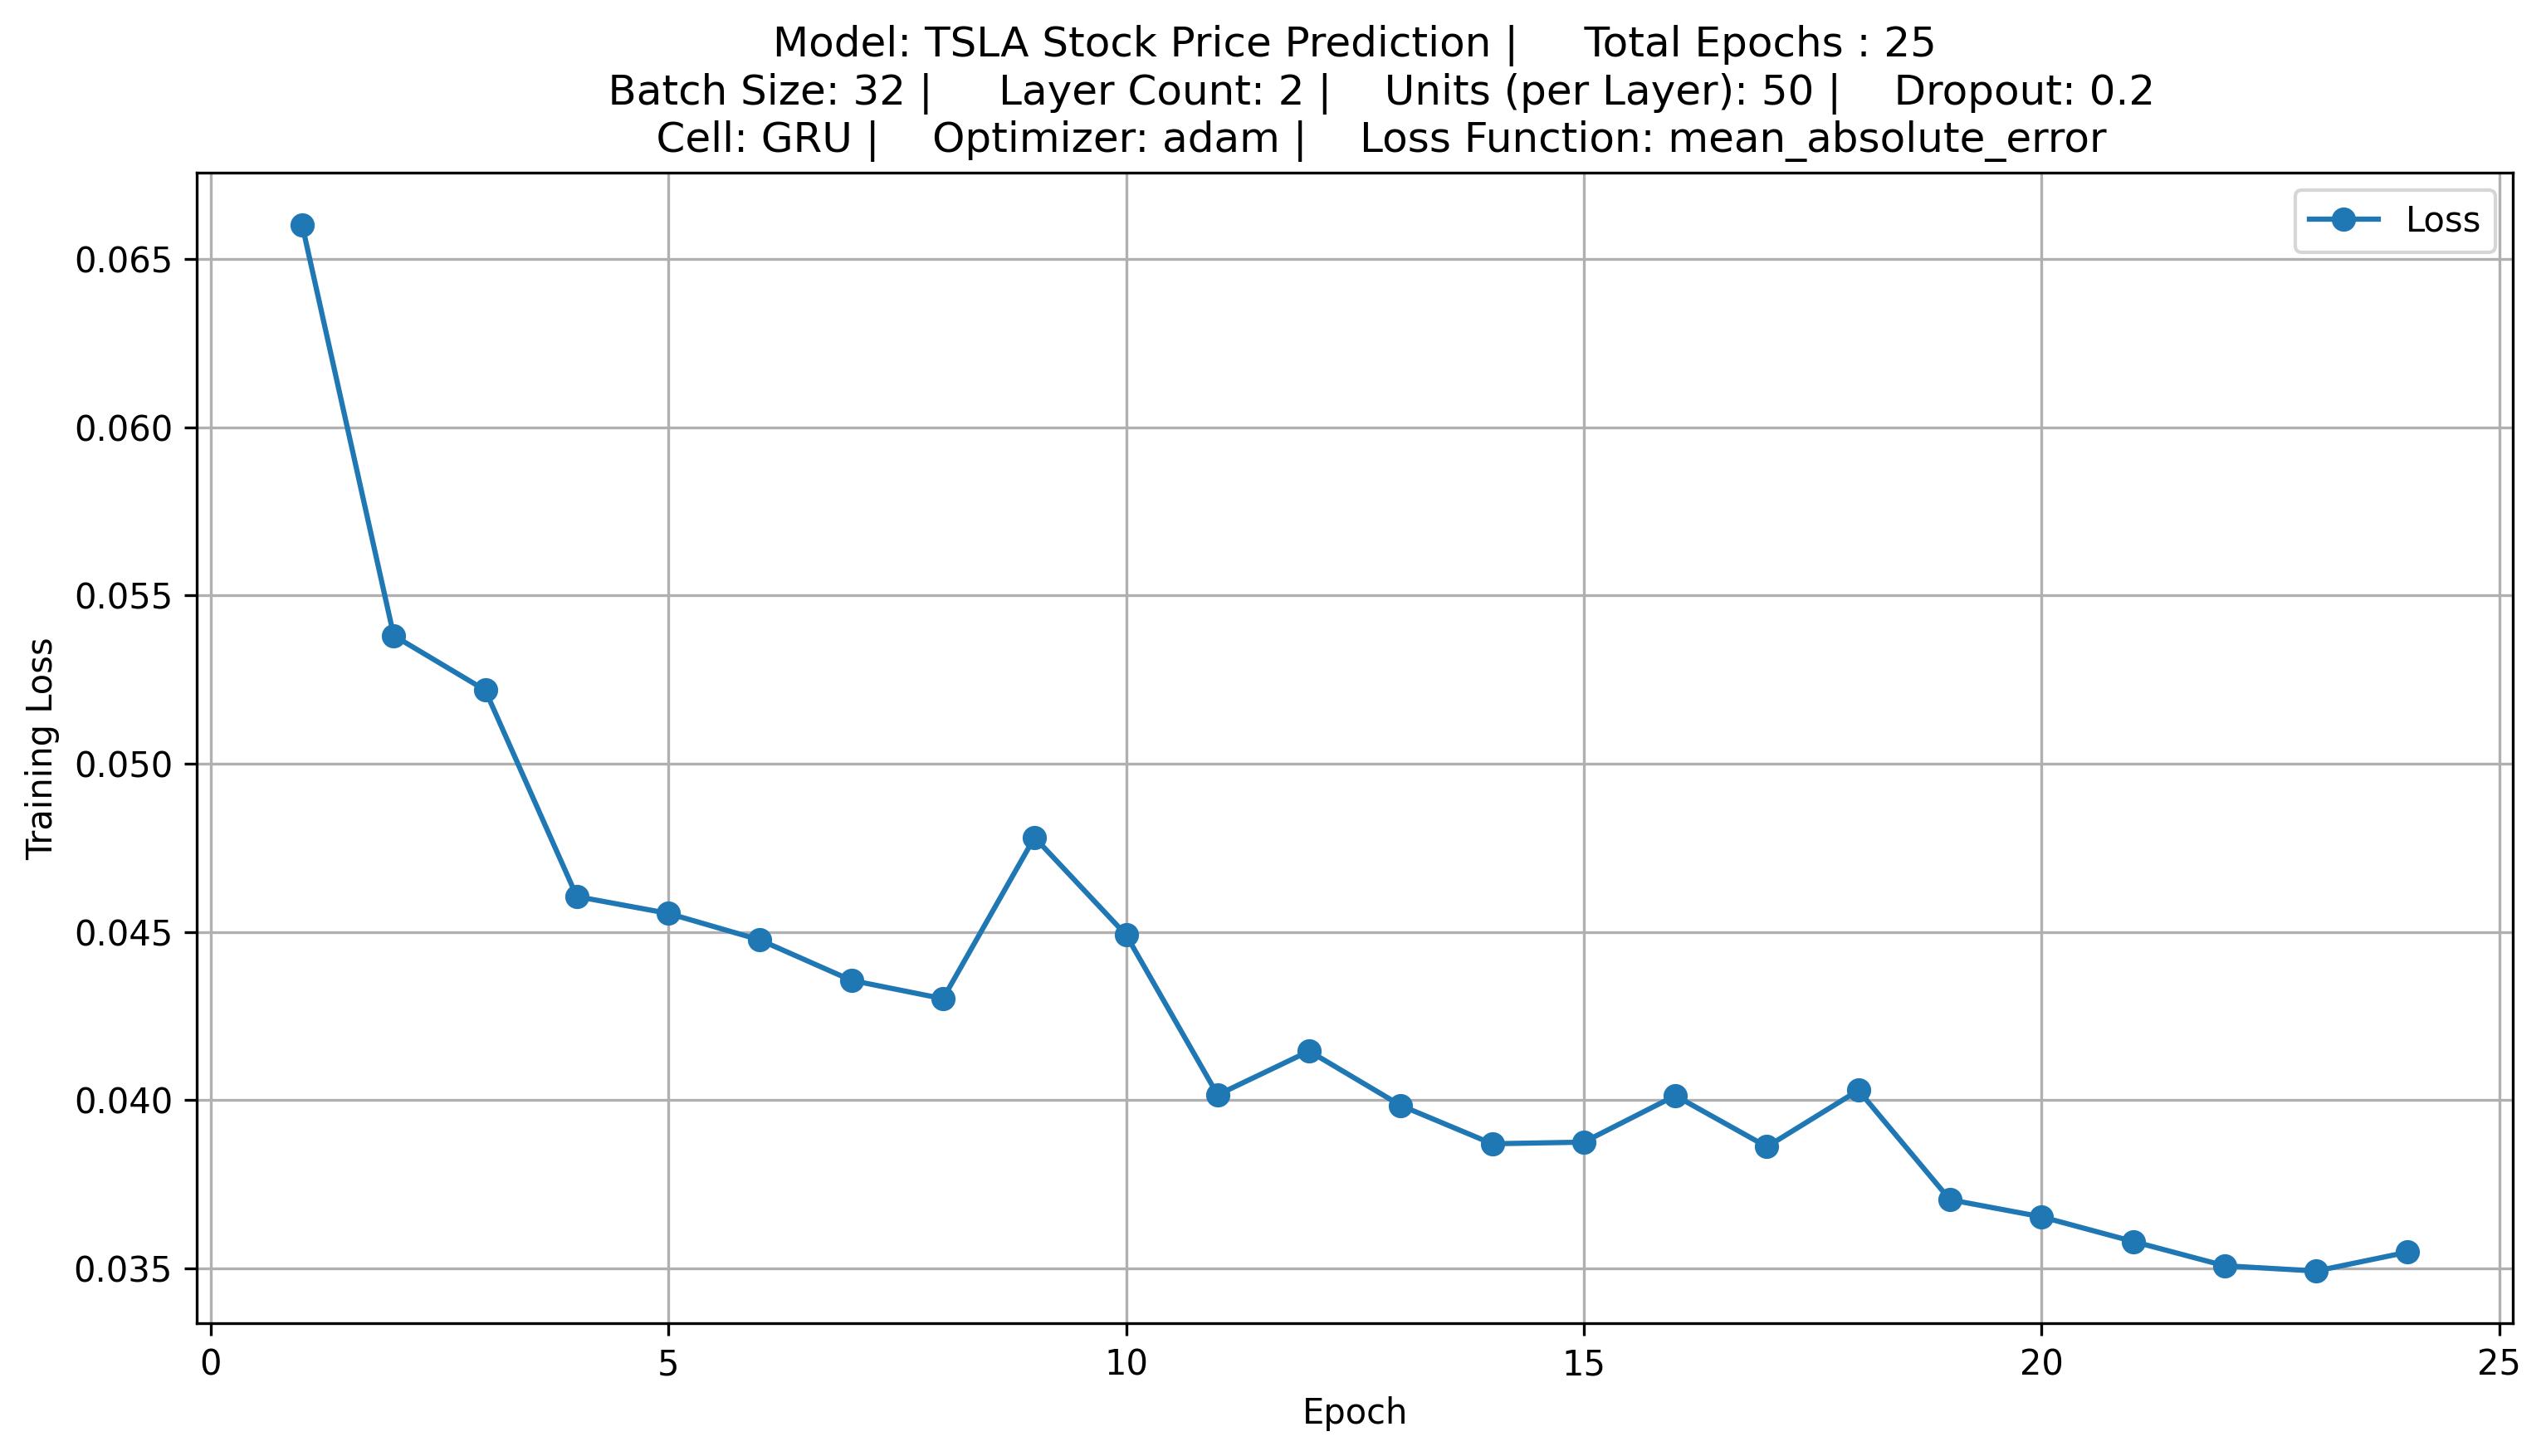 Model: TSLA Stock Price Prediction |     Total Epochs : 25
Batch Size: 32 |     Layer Count: 2 |    Units (per Layer): 50 |    Dropout: 0.2
Cell: GRU |    Optimizer: adam |    Loss Function: mean_absolute_error
Loss
Training Loss
0.065
0.060
0.055
0.050
0.045
0.040
0.035
0 5 10 15 20 25
Epoch